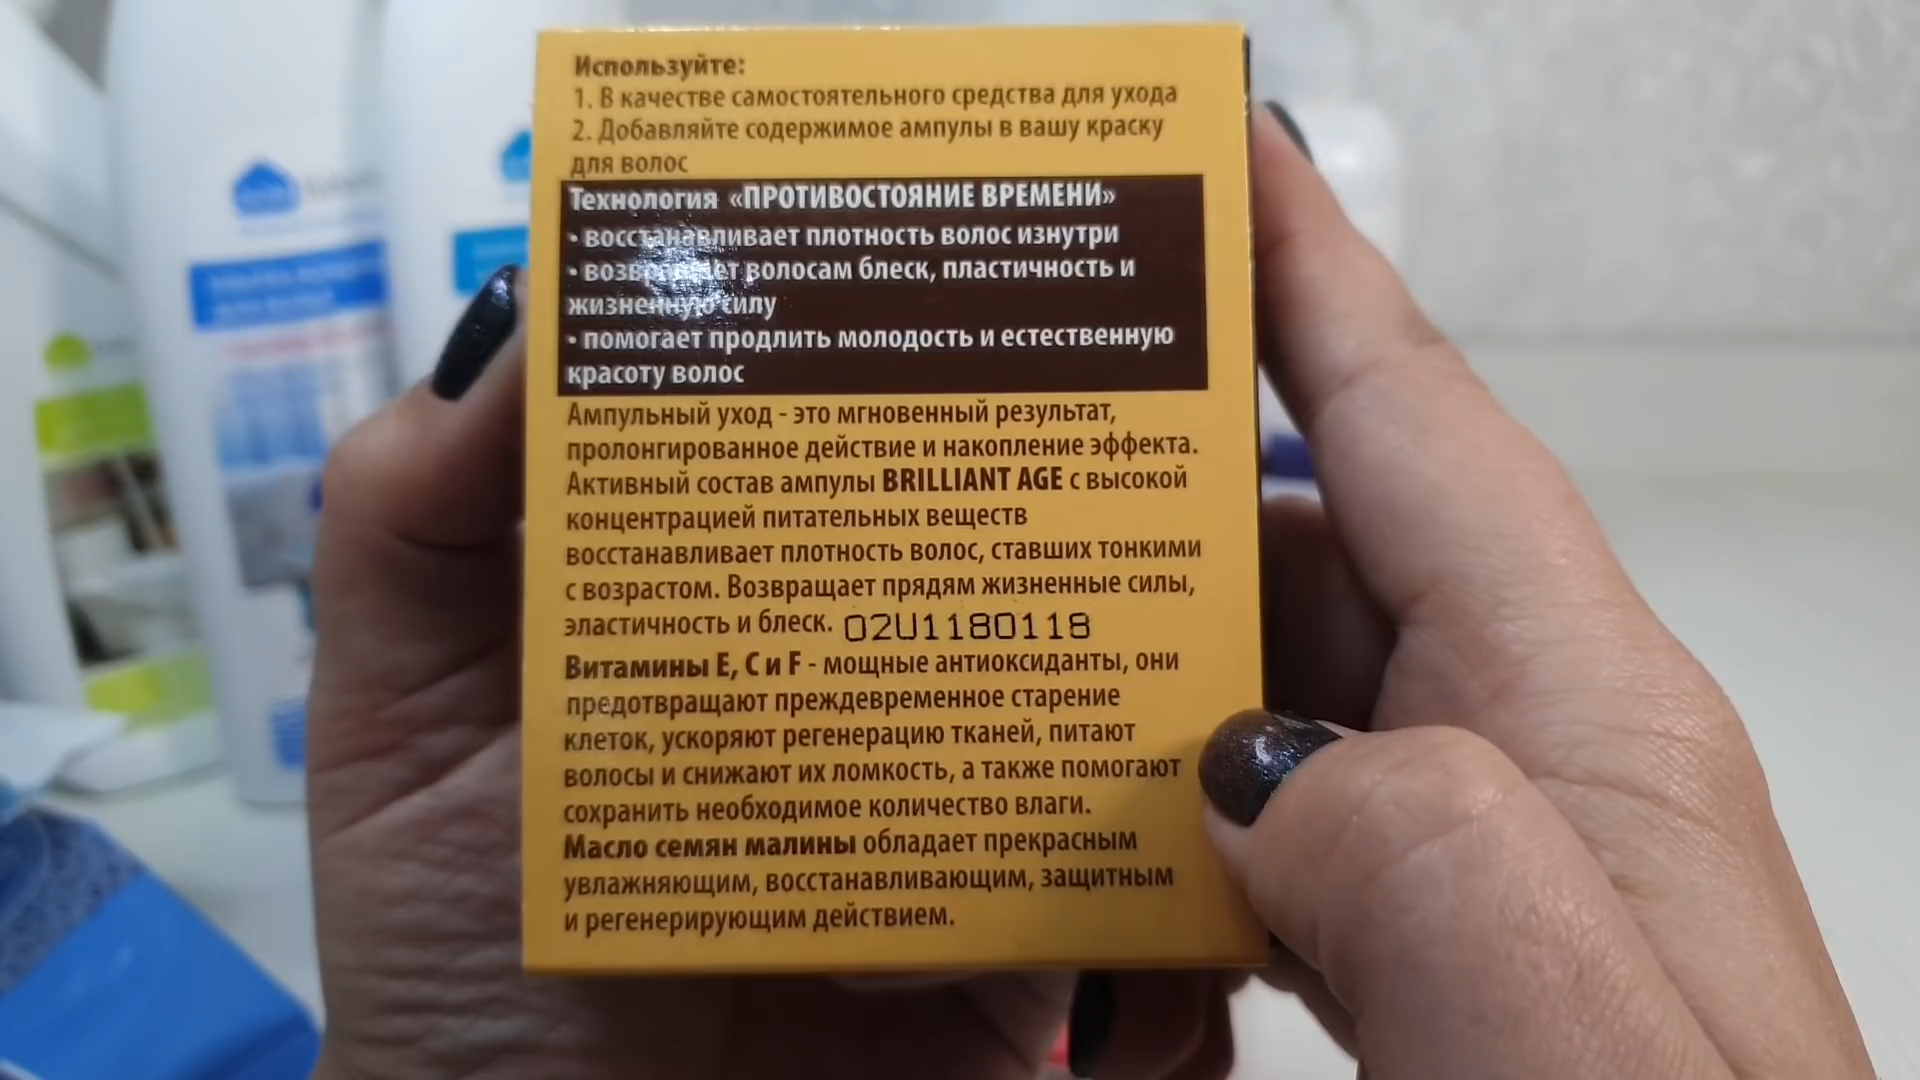 Используйте:
1. В качестве самостоятельного средства для ухода
2. Добавляйте содержимое ампулы в вашу краску
для волос
Технология «ПРОТИВОСТОЯНИЕ ВРЕМЕНИ»
• восстанавливает плотность волос изнутри
• возвращает волосам блеск, пластичность и
жизненную силу
• помогает продлить молодость и естественную
красоту волос
Ампульный уход - это мгновенный результат,
пролонгированное действие и накопление эффекта.
Активный состав ампулы BRILLIANT AGE с высокой
концентрацией питательных веществ
восстанавливает плотность волос, ставших тонкими
с возрастом. Возвращает прядям жизненные силы,
эластичность и блеск. 02U1180118
Витамины E, C и F - мощные антиоксиданты, они
предотвращают преждевременное старение
клеток, ускоряют регенерацию тканей, питают
волосы и снижают их ломкость, а также помогают
сохранить необходимое количество влаги.
Масло семян малины обладает прекрасным
увлажняющим, восстанавливающим, защитным
и регенерирующим действием.